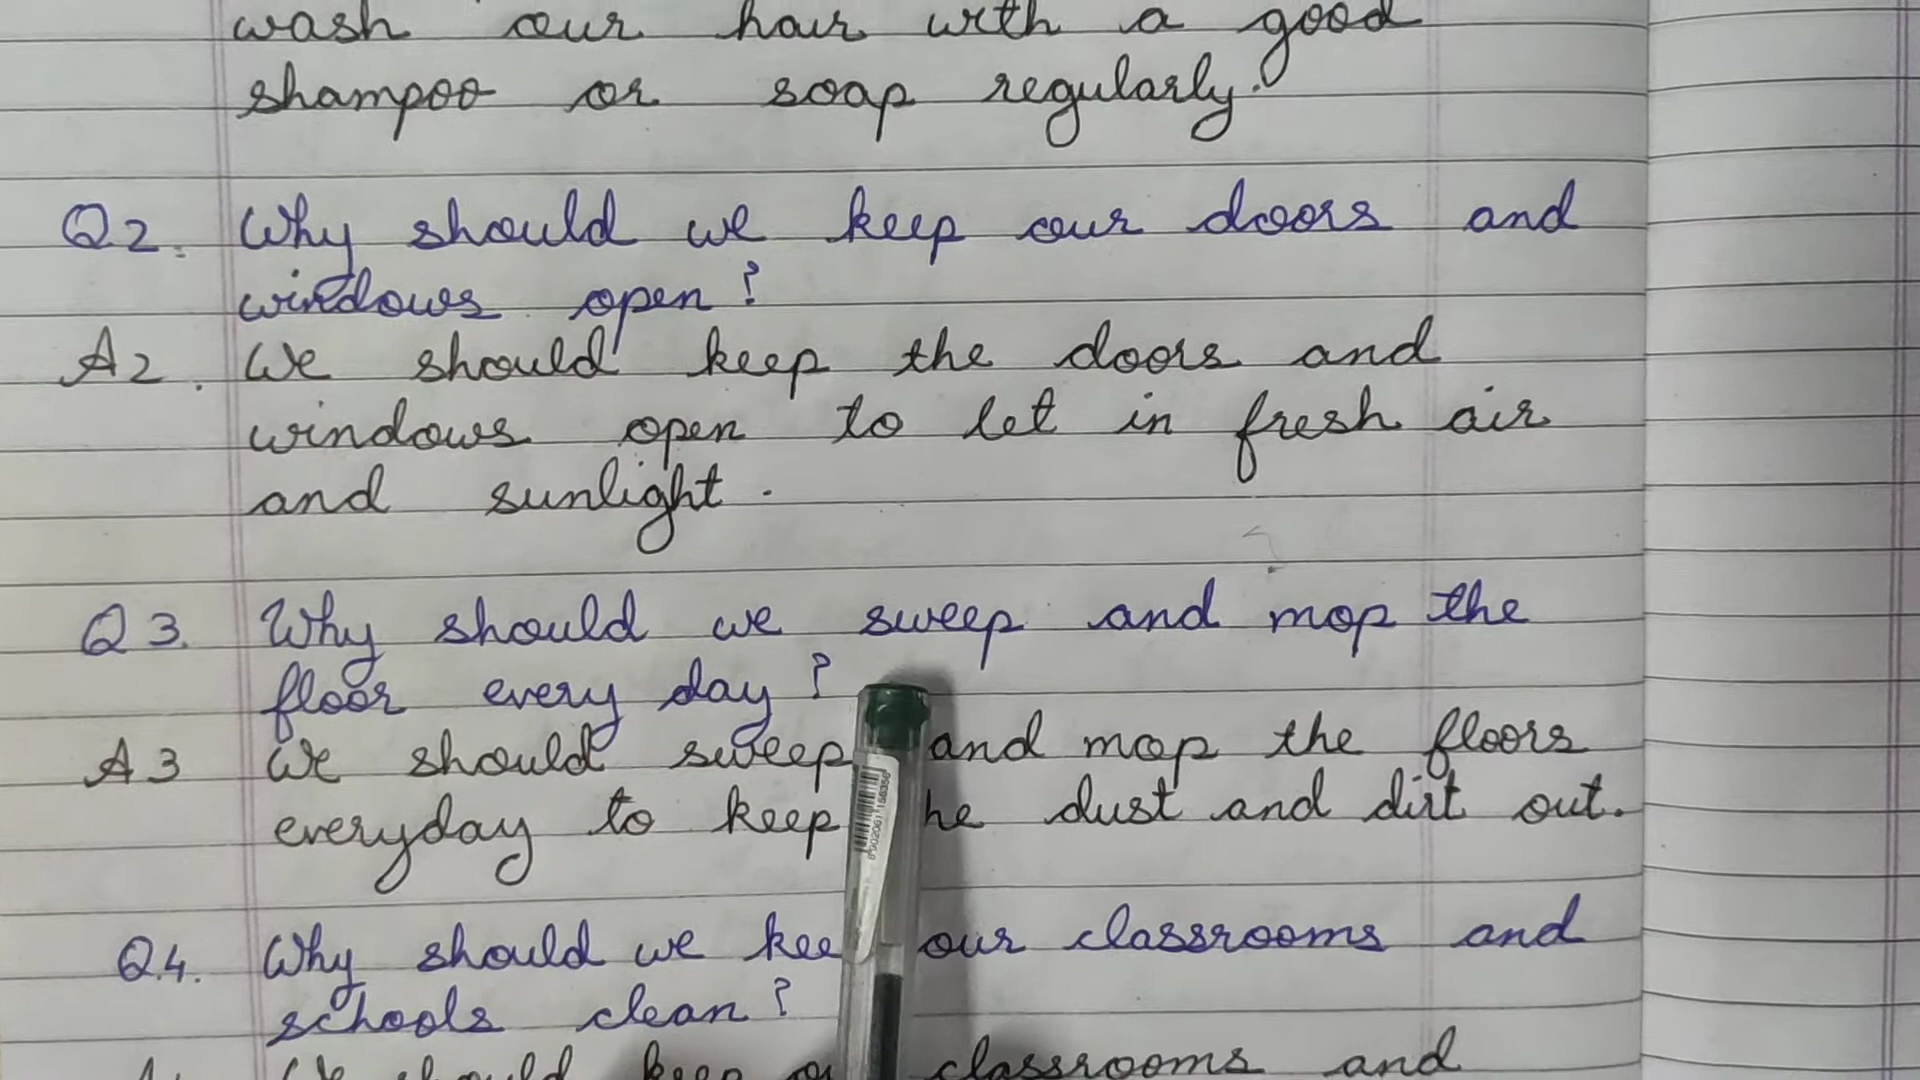 wash our hair with a good
shampoo or soap regularly.
Q2. Why should we keep our doors and
windows open?
A2. We should keep the doors and
windows open to let in fresh air
and sunlight.
Q3. Why should we sweep and mop the
floor every day?
A3 We should sweep and mop the floors
everyday to keep he dust and dirt out.
Q.4. Why should we kee our classrooms and
schools clean?
We should keep classrooms and